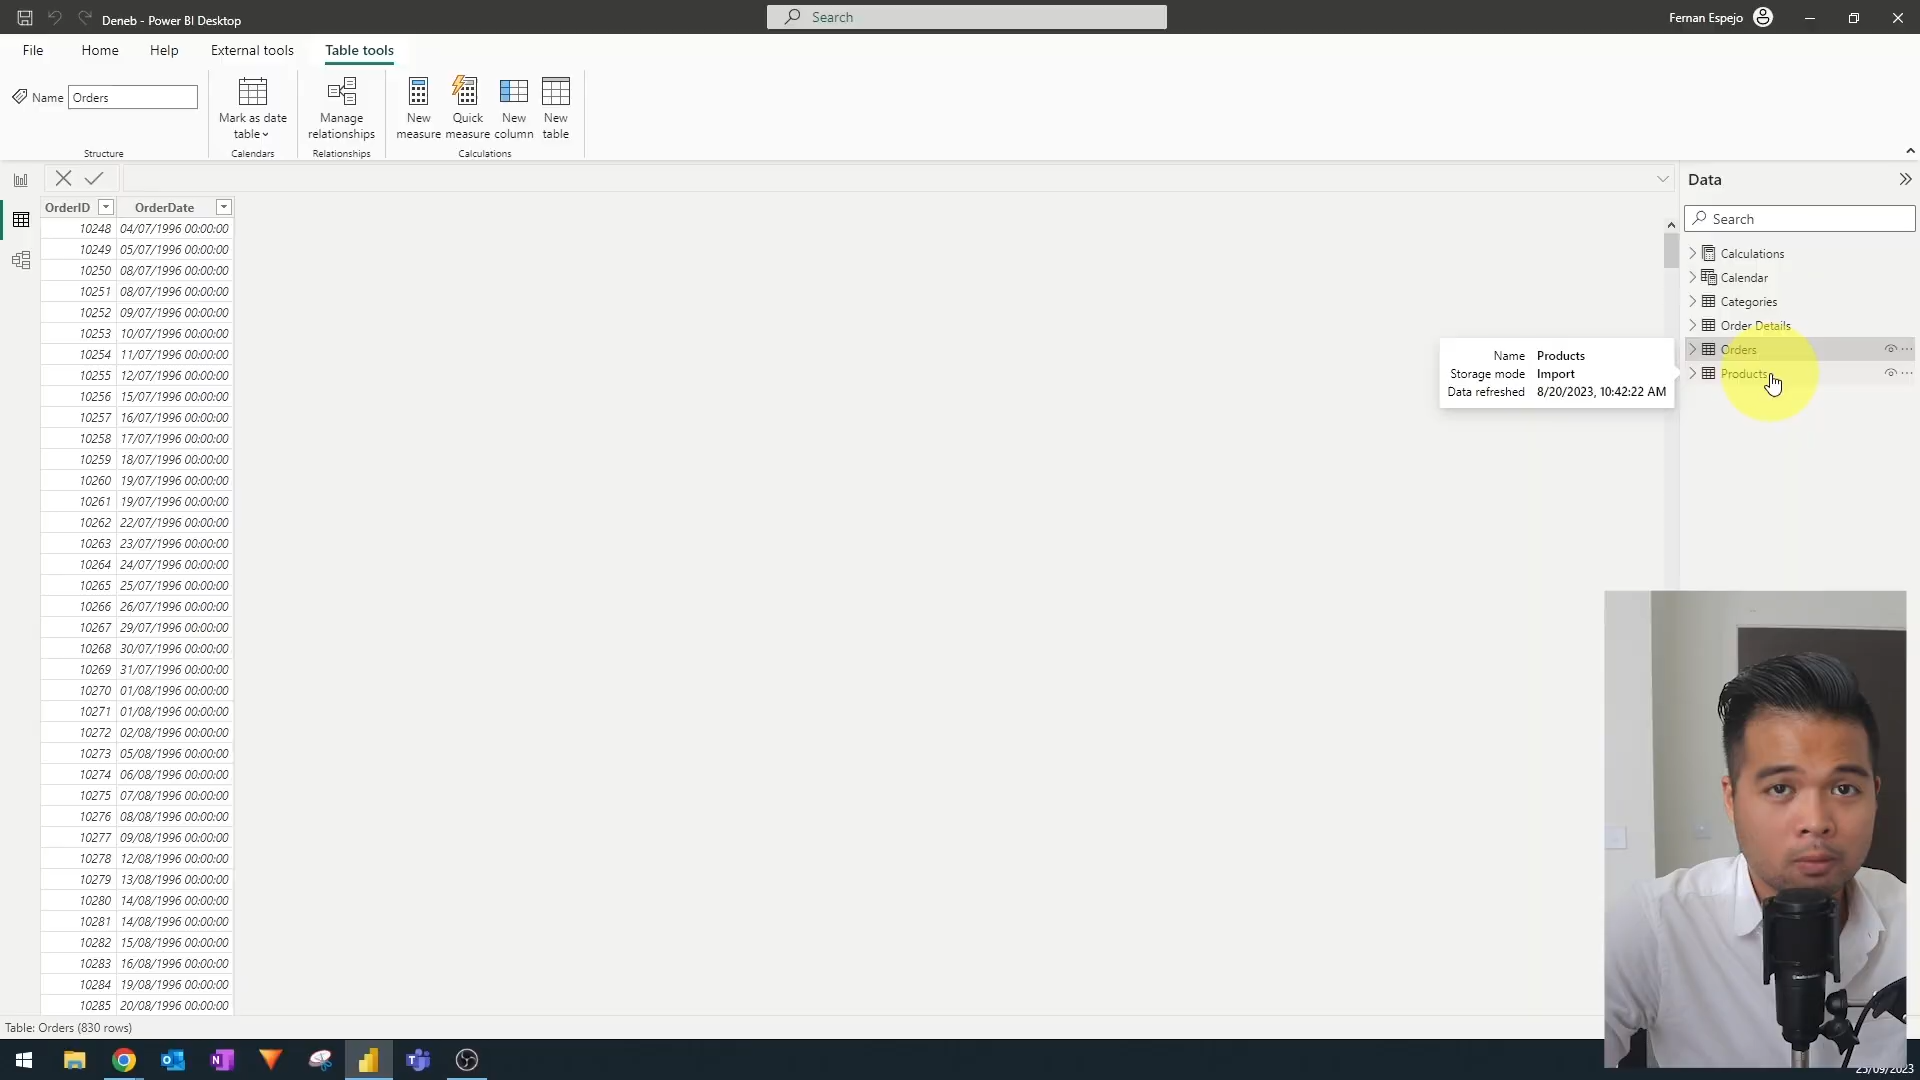 Deneb - Power BI Desktop
Search
Fernan Espejo
File Home Help External tools Table tools
Name Orders
Mark as date table
Manage relationships
New measure
Quick measure
New column
New table
Structure Calendars Relationships Calculations
Data
Search
Calculations
Calendar
Categories
Order Details
Orders
Products
Name Products
Storage mode Import
Data refreshed 8/20/2023, 10:42:22 AM
OrderID OrderDate
10248 04/07/1996 00:00:00
10249 05/07/1996 00:00:00
10250 08/07/1996 00:00:00
10251 08/07/1996 00:00:00
10252 09/07/1996 00:00:00
10253 10/07/1996 00:00:00
10254 11/07/1996 00:00:00
10255 12/07/1996 00:00:00
10256 15/07/1996 00:00:00
10257 16/07/1996 00:00:00
10258 17/07/1996 00:00:00
10259 18/07/1996 00:00:00
10260 19/07/1996 00:00:00
10261 19/07/1996 00:00:00
10262 22/07/1996 00:00:00
10263 23/07/1996 00:00:00
10264 24/07/1996 00:00:00
10265 25/07/1996 00:00:00
10266 26/07/1996 00:00:00
10267 29/07/1996 00:00:00
10268 30/07/1996 00:00:00
10269 31/07/1996 00:00:00
10270 01/08/1996 00:00:00
10271 01/08/1996 00:00:00
10272 02/08/1996 00:00:00
10273 05/08/1996 00:00:00
10274 06/08/1996 00:00:00
10275 07/08/1996 00:00:00
10276 08/08/1996 00:00:00
10277 09/08/1996 00:00:00
10278 12/08/1996 00:00:00
10279 13/08/1996 00:00:00
10280 14/08/1996 00:00:00
10281 14/08/1996 00:00:00
10282 15/08/1996 00:00:00
10283 16/08/1996 00:00:00
10284 19/08/1996 00:00:00
10285 20/08/1996 00:00:00
Table: Orders (830 rows)
25/09/2023